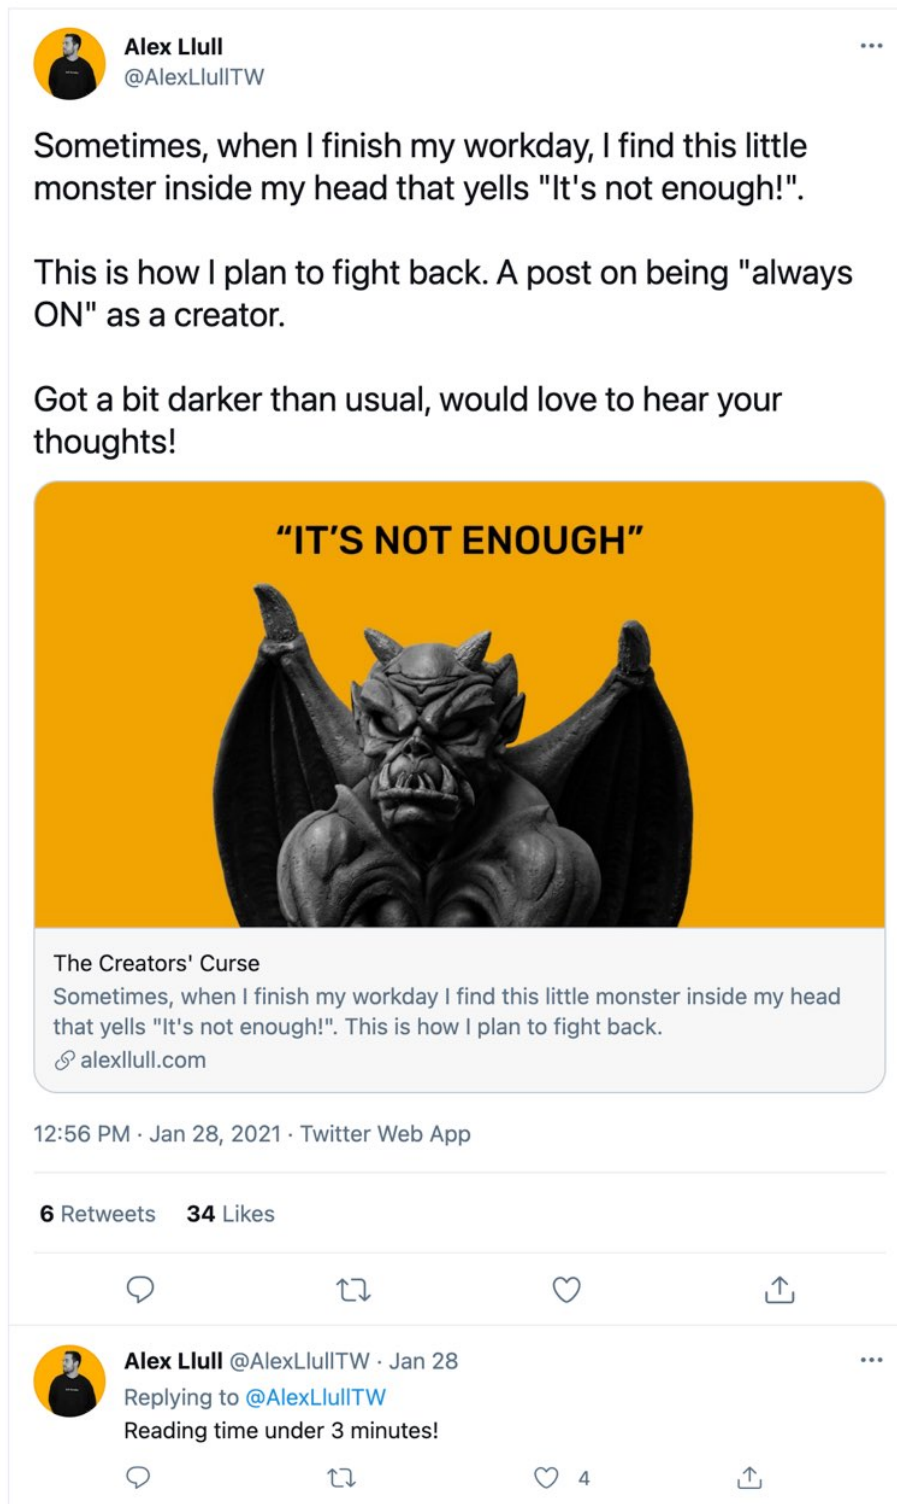 Alex Llull
@AlexLlullTW
Sometimes, when I finish my workday, I find this little
monster inside my head that yells "It's not enough!".
This is how I plan to fight back. A post on being "always
ON" as a creator.
Got a bit darker than usual, would love to hear your
thoughts!
“IT’S NOT ENOUGH”
The Creators' Curse
Sometimes, when I finish my workday I find this little monster inside my head
that yells "It's not enough!". This is how I plan to fight back.
alexllull.com
12:56 PM · Jan 28, 2021 · Twitter Web App
6 Retweets 34 Likes
Alex Llull @AlexLlullTW · Jan 28
Replying to @AlexLlullTW
Reading time under 3 minutes!
4